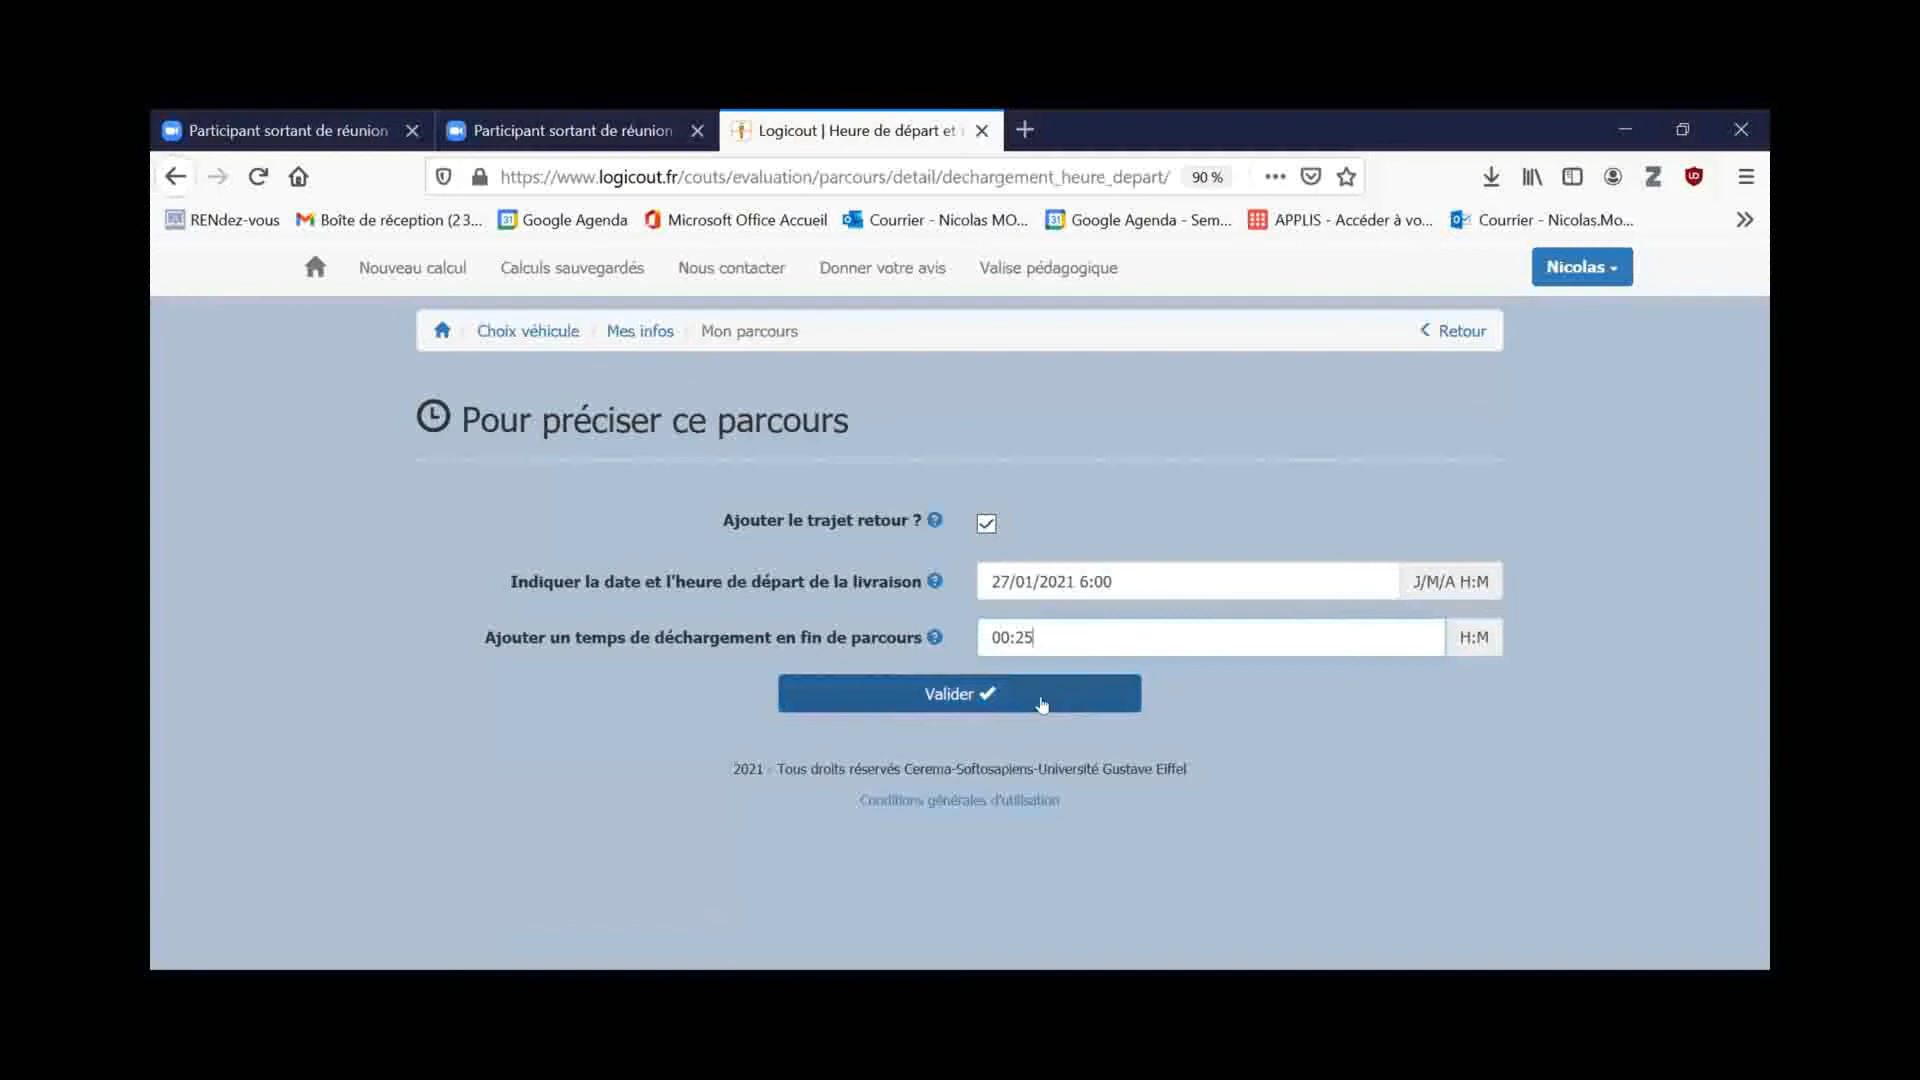 Participant sortant de réunion
Participant sortant de réunion
Logicout | Heure de départ et
https://www.logicout.fr/couts/evaluation/parcours/detail/dechargement_heure_depart/
90 %
RENdez-vous
Boîte de réception (23...
Google Agenda
Microsoft Office Accueil
Courrier - Nicolas MO...
Google Agenda - Sem...
APPLIS - Accéder à vo...
Courrier - Nicolas.Mo...
Nouveau calcul
Calculs sauvegardés
Nous contacter
Donner votre avis
Valise pédagogique
Nicolas
Choix véhicule
Mes infos
Mon parcours
Retour
Pour préciser ce parcours
Ajouter le trajet retour ?
Indiquer la date et l'heure de départ de la livraison
27/01/2021 6:00
J/M/A H:M
Ajouter un temps de déchargement en fin de parcours
00:25
H:M
Valider
2021 - Tous droits réservés Cerema-Softosapiens-Université Gustave Eiffel
Conditions générales d'utilisation